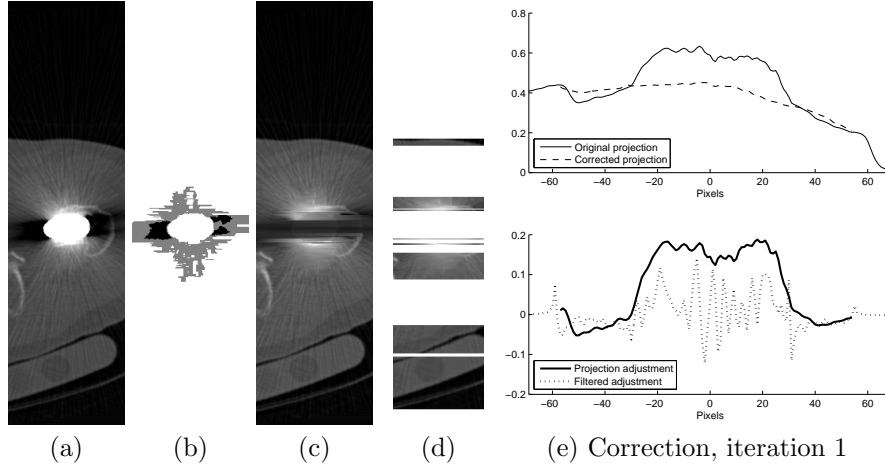 0.8
0.6
0.4
0.2
0
−60 −40 −20 0 20 40 60
Pixels
Original projection
Corrected projection
0.2
0.1
0
−0.1
−0.2
−60 −40 −20 0 20 40 60
Pixels
Projection adjustment
Filtered adjustment
(a) (b) (c) (d) (e) Correction, iteration 1